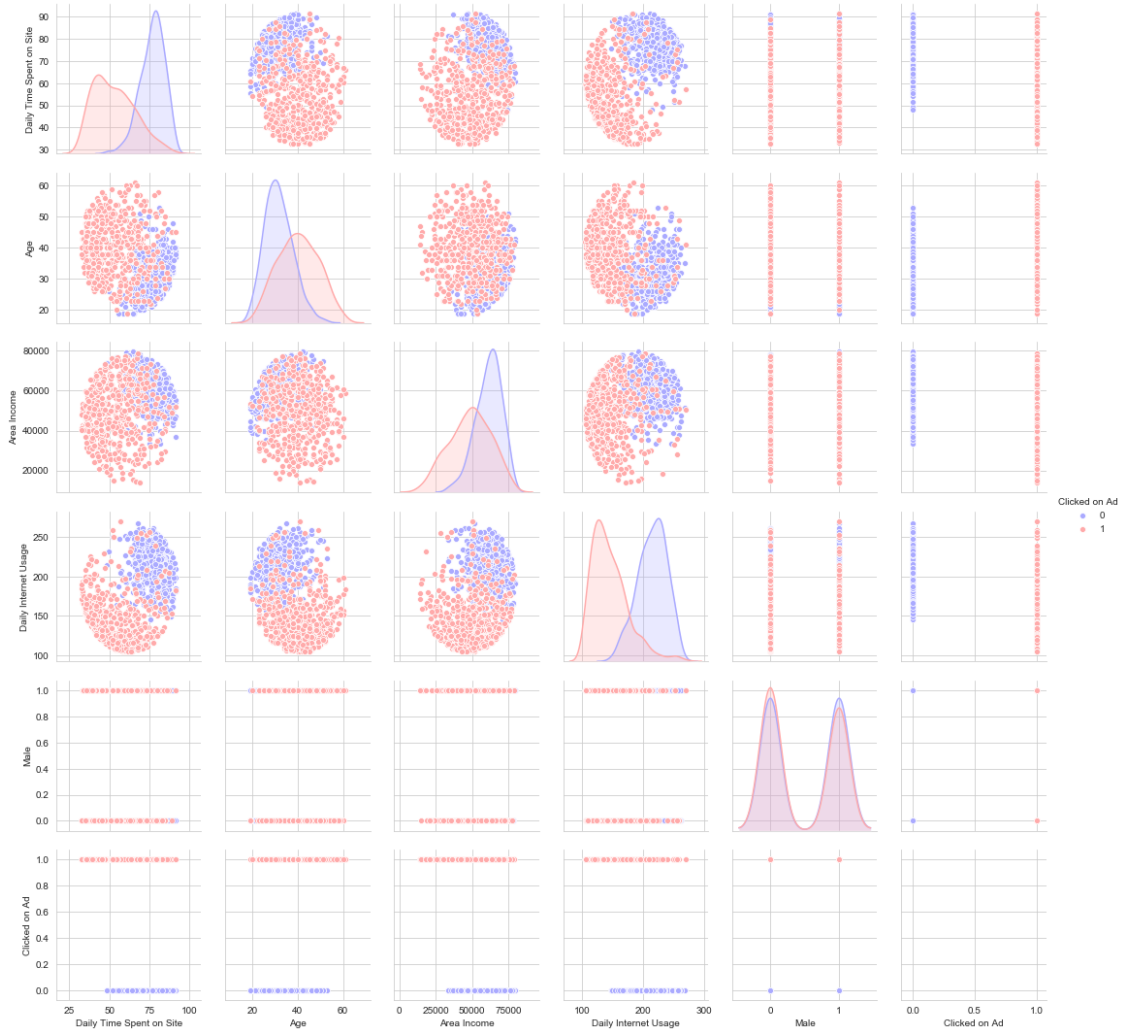 90
80
70
60
50
40
30
Daily Time Spent on Site
60
50
40
30
20
Age
80000
60000
40000
20000
Area Income
250
200
150
100
Daily Internet Usage
1.0
0.8
0.6
0.4
0.2
0.0
Male
1.0
0.8
0.6
0.4
0.2
0.0
Clicked on Ad
25 50 75 100
Daily Time Spent on Site
20 40 60
Age
0 25000 50000 75000
Area Income
100 200 300
Daily Internet Usage
0 1
Male
0.0 0.5 1.0
Clicked on Ad
Clicked on Ad
0
1